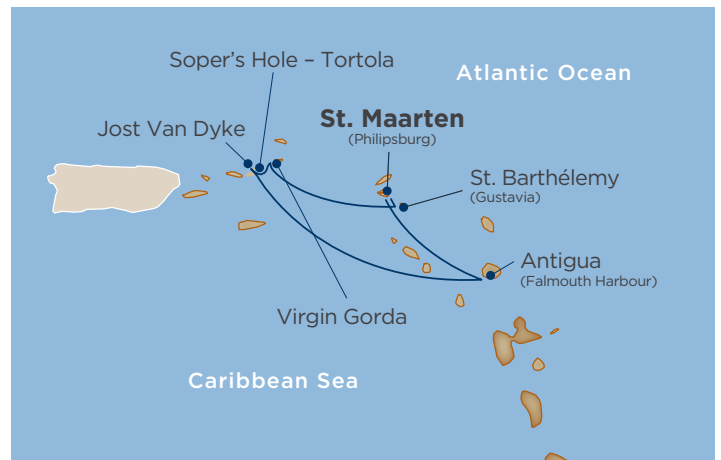 Soper's Hole – Tortola
Atlantic Ocean
Jost Van Dyke
St. Maarten
(Philipsburg)
St. Barthélemy
(Gustavia)
Antigua
(Falmouth Harbour)
Virgin Gorda
Caribbean Sea